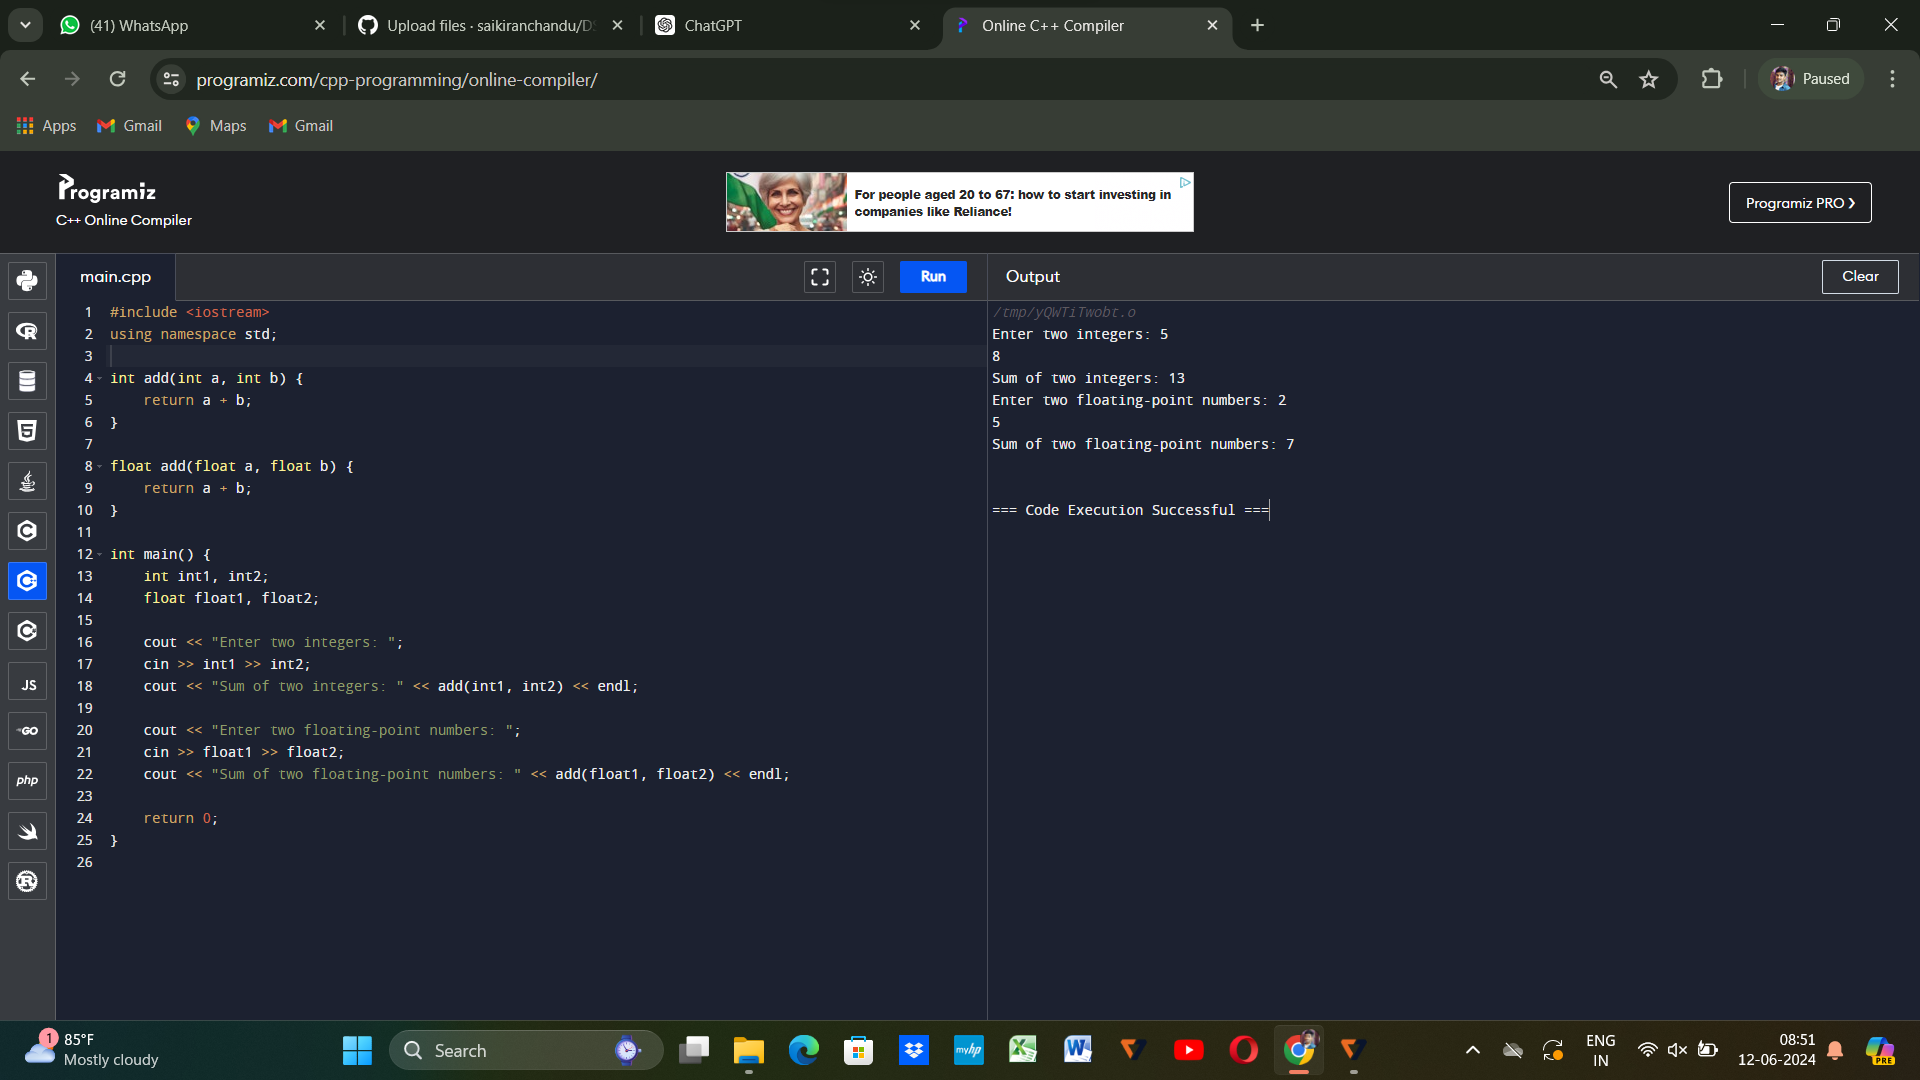 (41) WhatsApp
Upload files · saikiranchandu/DS
ChatGPT
Online C++ Compiler
programiz.com/cpp-programming/online-compiler/
Paused
Apps
Gmail
Maps
Gmail
Programiz
C++ Online Compiler
For people aged 20 to 67: how to start investing in
companies like Reliance!
Programiz PRO ❯
main.cpp
Run
1 #include <iostream>
2 using namespace std;
3
4 int add(int a, int b) {
5     return a + b;
6 }
7
8 float add(float a, float b) {
9     return a + b;
10 }
11
12 int main() {
13     int int1, int2;
14     float float1, float2;
15
16     cout << "Enter two integers: ";
17     cin >> int1 >> int2;
18     cout << "Sum of two integers: " << add(int1, int2) << endl;
19
20     cout << "Enter two floating-point numbers: ";
21     cin >> float1 >> float2;
22     cout << "Sum of two floating-point numbers: " << add(float1, float2) << endl;
23
24     return 0;
25 }
26
Output
Clear
/tmp/yQWTiTwobt.o
Enter two integers: 5
8
Sum of two integers: 13
Enter two floating-point numbers: 2
5
Sum of two floating-point numbers: 7
=== Code Execution Successful ===
JS
GO
php
1
85°F
Mostly cloudy
Search
myhp
ENG
IN
08:51
12-06-2024
PRE